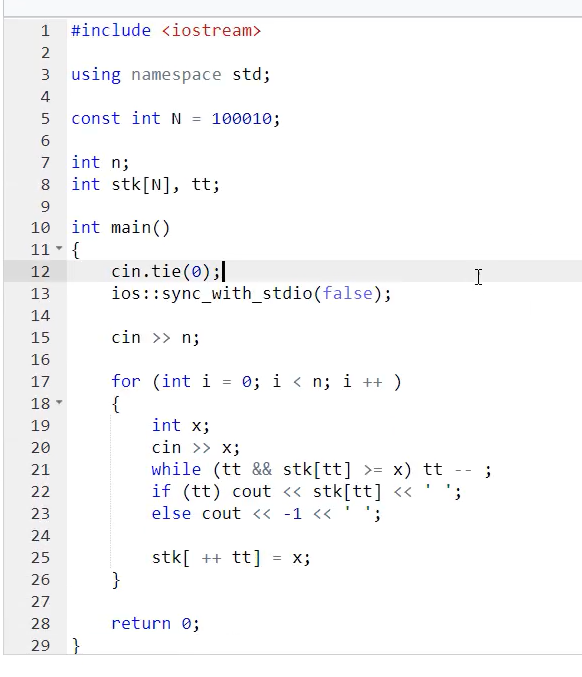 1 #include <iostream>
2
3 using namespace std;
4
5 const int N = 100010;
6
7 int n;
8 int stk[N], tt;
9
10 int main()
11 {
12     cin.tie(0);
13     ios::sync_with_stdio(false);
14
15     cin >> n;
16
17     for (int i = 0; i < n; i ++ )
18     {
19         int x;
20         cin >> x;
21         while (tt && stk[tt] >= x) tt -- ;
22         if (tt) cout << stk[tt] << ' ';
23         else cout << -1 << ' ';
24
25         stk[ ++ tt] = x;
26     }
27
28     return 0;
29 }